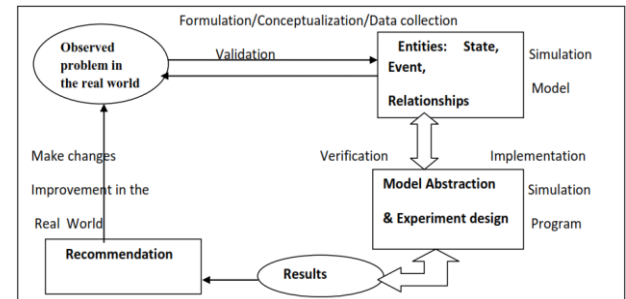 Formulation/Conceptualization/Data collection
Observed
problem in
the real world
Validation
Entities: State,
Event,
Relationships
Simulation
Model
Make changes
Improvement in the
Real World
Verification
Implementation
Model Abstraction
& Experiment design
Simulation
Program
Recommendation
Results